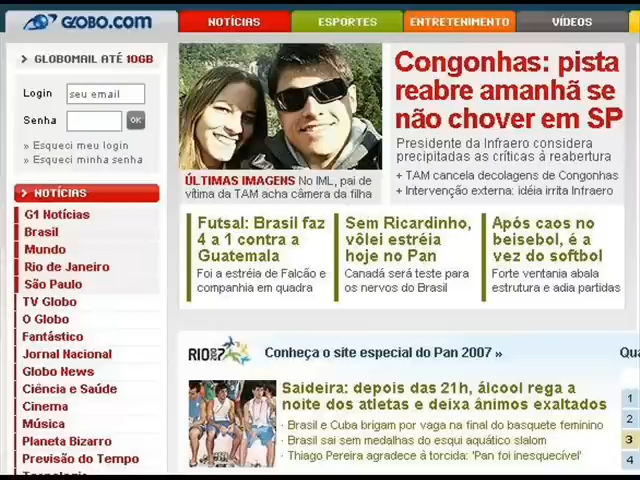 GLOBO.COM
NOTÍCIAS
ESPORTES
ENTRETENIMENTO
VÍDEOS
GLOBOMAIL ATÉ 10GB
Login
seu email
Senha
OK
» Esqueci meu login
» Esqueci minha senha
Congonhas: pista
reabre amanhã se
não chover em SP
Presidente da Infraero considera
precipitadas as críticas à reabertura
+ TAM cancela decolagens de Congonhas
+ Intervenção externa: idéia irrita Infraero
ÚLTIMAS IMAGENS No IML, pai de
vítima da TAM acha câmera da filha
NOTÍCIAS
G1 Notícias
Brasil
Mundo
Rio de Janeiro
São Paulo
TV Globo
O Globo
Fantástico
Jornal Nacional
Globo News
Ciência e Saúde
Cinema
Música
Planeta Bizarro
Previsão do Tempo
Tecnologia
Futsal: Brasil faz
4 a 1 contra a
Guatemala
Foi a estréia de Falcão e
companhia em quadra
Sem Ricardinho,
vôlei estréia
hoje no Pan
Canadá será teste para
os nervos do Brasil
Após caos no
beisebol, é a
vez do softbol
Forte ventania abala
estrutura e adia partidas
RIO 2007
Conheça o site especial do Pan 2007 »
Qua
Saideira: depois das 21h, álcool rega a
noite dos atletas e deixa ânimos exaltados
· Brasil e Cuba brigam por vaga na final do basquete feminino
· Brasil sai sem medalhas do esqui aquático slalom
· Thiago Pereira agradece à torcida: 'Pan foi inesquecível'
1
2
3
4